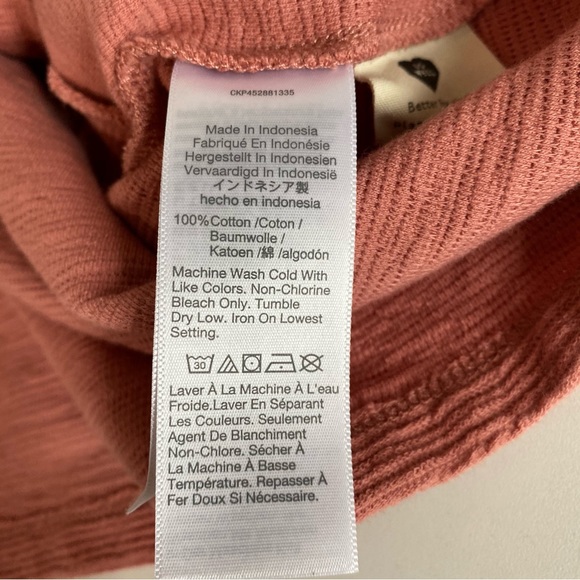 CKP452881335
Made In Indonesia
Fabriqué En Indonésie
Hergestellt In Indonesien
Vervaardigd In Indonesië
インドネシア製
hecho en indonesia
100%Cotton /Coton /
Baumwolle /
Katoen /綿 /algodón
Machine Wash Cold With
Like Colors. Non-Chlorine
Bleach Only. Tumble
Dry Low. Iron On Lowest
Setting.
30
Laver À La Machine À L'eau
Froide.Laver En Séparant
Les Couleurs. Seulement
Agent De Blanchiment
Non-Chlore. Sécher À
La Machine À Basse
Température. Repasser À
Fer Doux Si Nécessaire.
Better